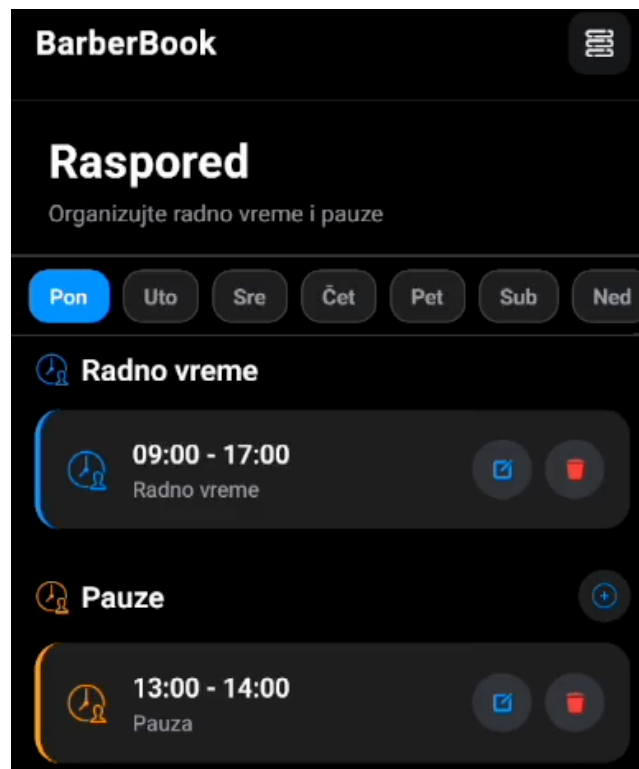 BarberBook
Raspored
Organizujte radno vreme i pauze
Pon Uto Sre Čet Pet Sub Ned
Radno vreme
09:00 - 17:00
Radno vreme
Pauze
13:00 - 14:00
Pauza